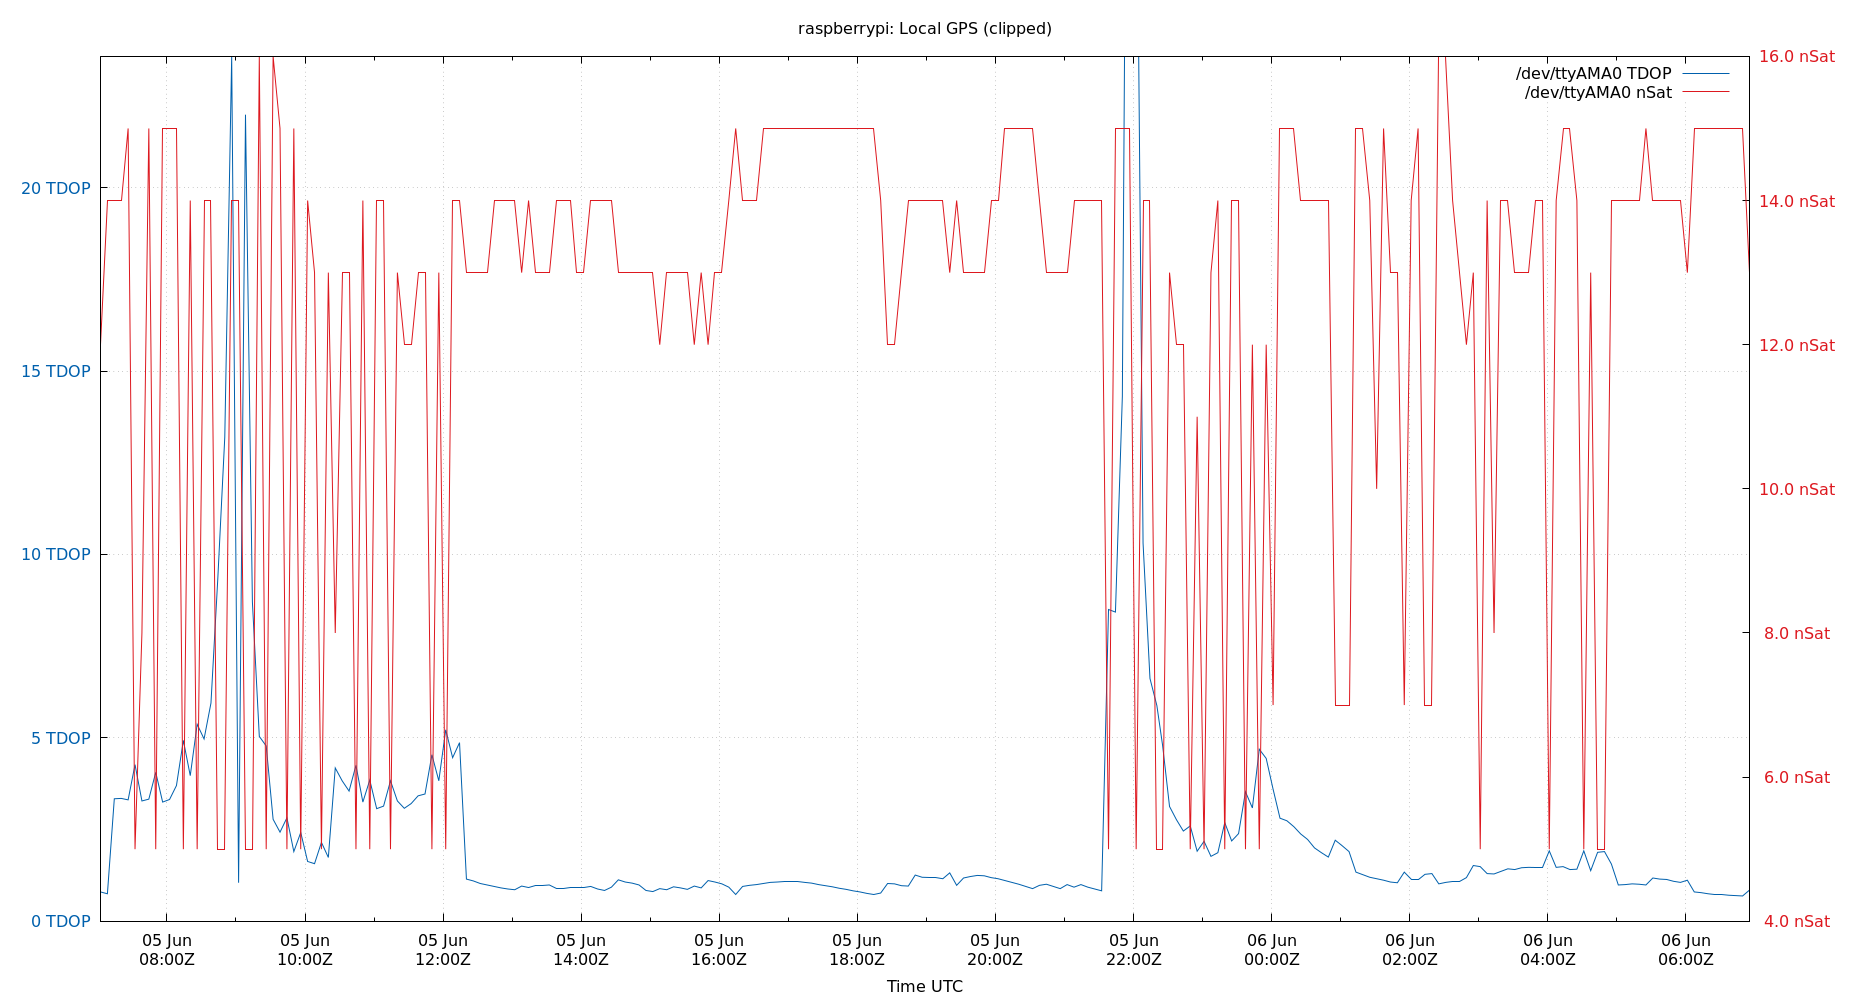 raspberrypi: Local GPS (clipped)
16.0 nSat
/dev/ttyAMA0 TDOP
/dev/ttyAMA0 nSat
20 TDOP
14.0 nSat
15 TDOP
12.0 nSat
10.0 nSat
10 TDOP
8.0 nSat
5 TDOP
6.0 nSat
0 TDOP
4.0 nSat
05 Jun 05 Jun 05 Jun 05 Jun 05 Jun 05 Jun 05 Jun 05 Jun 06 Jun 06 Jun 06 Jun 06 Jun
08:00Z 10:00Z 12:00Z 14:00Z 16:00Z 18:00Z 20:00Z 22:00Z 00:00Z 02:00Z 04:00Z 06:00Z
Time UTC